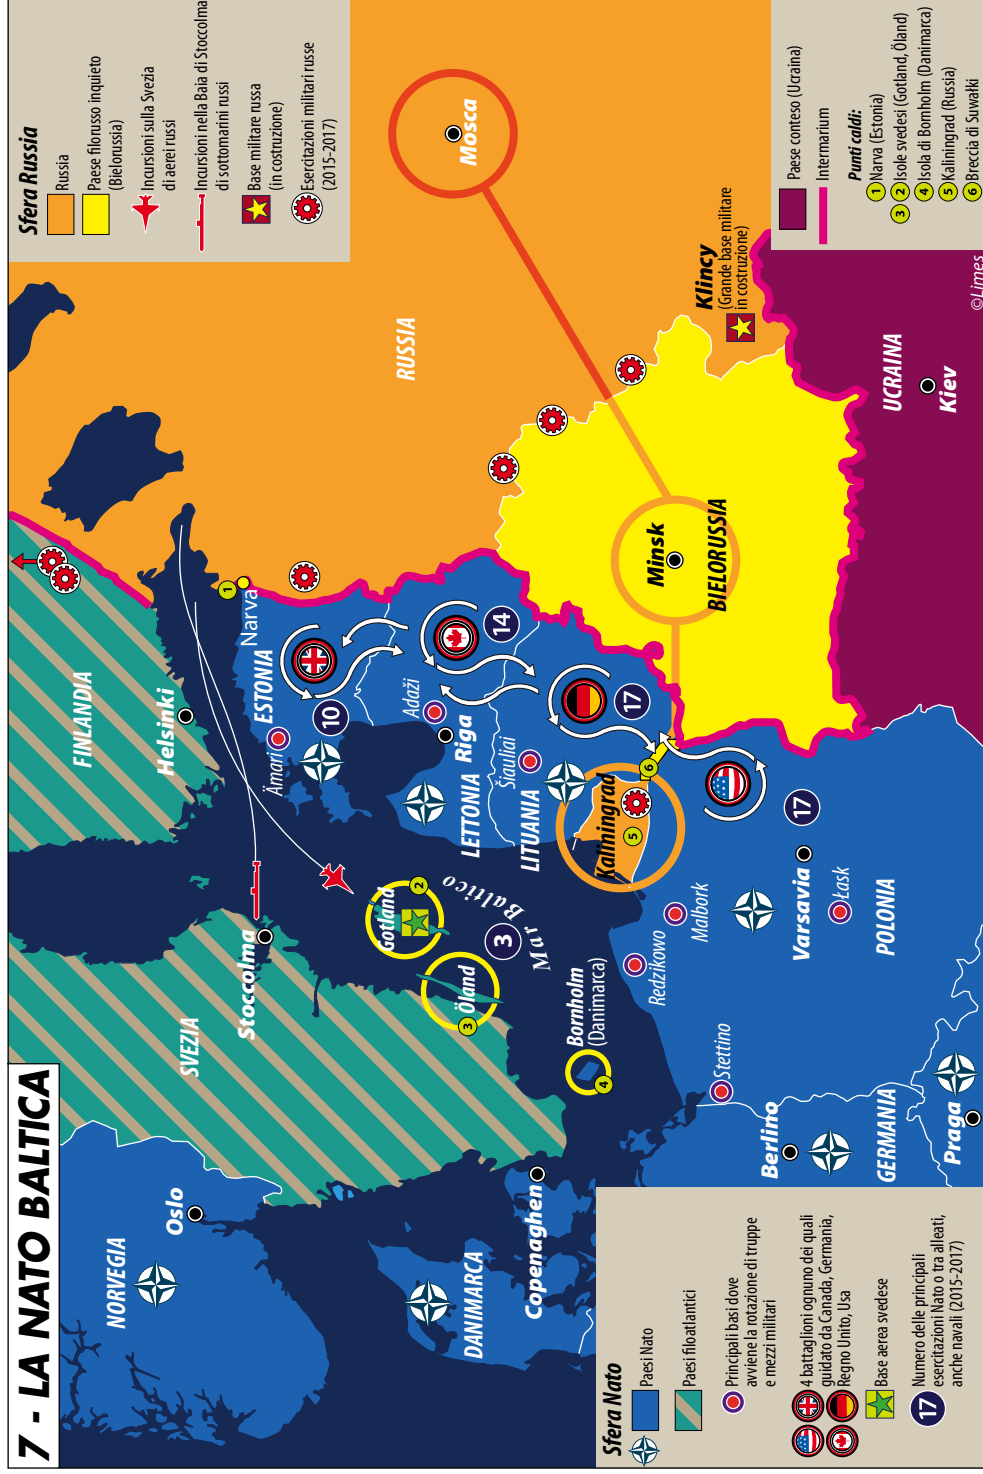 7 - LA NATO BALTICA
NORVEGIA
Oslo
SVEZIA
Stoccolma
FINLANDIA
Helsinki
DANIMARCA
Copenaghen
Öland
3
Gotland
2
3
Mar Baltico
Bornholm
(Danimarca)
4
Narva
1
ESTONIA
Ämari
10
Adaži
Riga
14
LETTONIA
Šiauliai
LITUANIA
17
Kaliningrad
5
6
RUSSIA
Mosca
Minsk
BIELORUSSIA
Klincy
(Grande base militare
in costruzione)
UCRAINA
Kiev
Stettino
Redzikowo
Malbork
Varsavia
17
Łask
POLONIA
Berlino
GERMANIA
Praga
Sfera Nato
Paesi Nato
Paesi filoatlantici
Principali basi dove
avviene la rotazione di truppe
e mezzi militari
4 battaglioni ognuno dei quali
guidato da Canada, Germania,
Regno Unito, Usa
Base aerea svedese
17
Numero delle principali
esercitazioni Nato o tra alleati,
anche navali (2015-2017)
Sfera Russia
Russia
Paese filorusso inquieto
(Bielorussia)
Incursioni sulla Svezia
di aerei russi
Incursioni nella Baia di Stoccolma
di sottomarini russi
Base militare russa
(in costruzione)
Esercitazioni militari russe
(2015-2017)
Paese conteso (Ucraina)
Intermarium
Punti caldi:
1 Narva (Estonia)
3 2 Isole svedesi (Gotland, Öland)
4 Isola di Bornholm (Danimarca)
5 Kaliningrad (Russia)
6 Breccia di Suwałki
©Limes